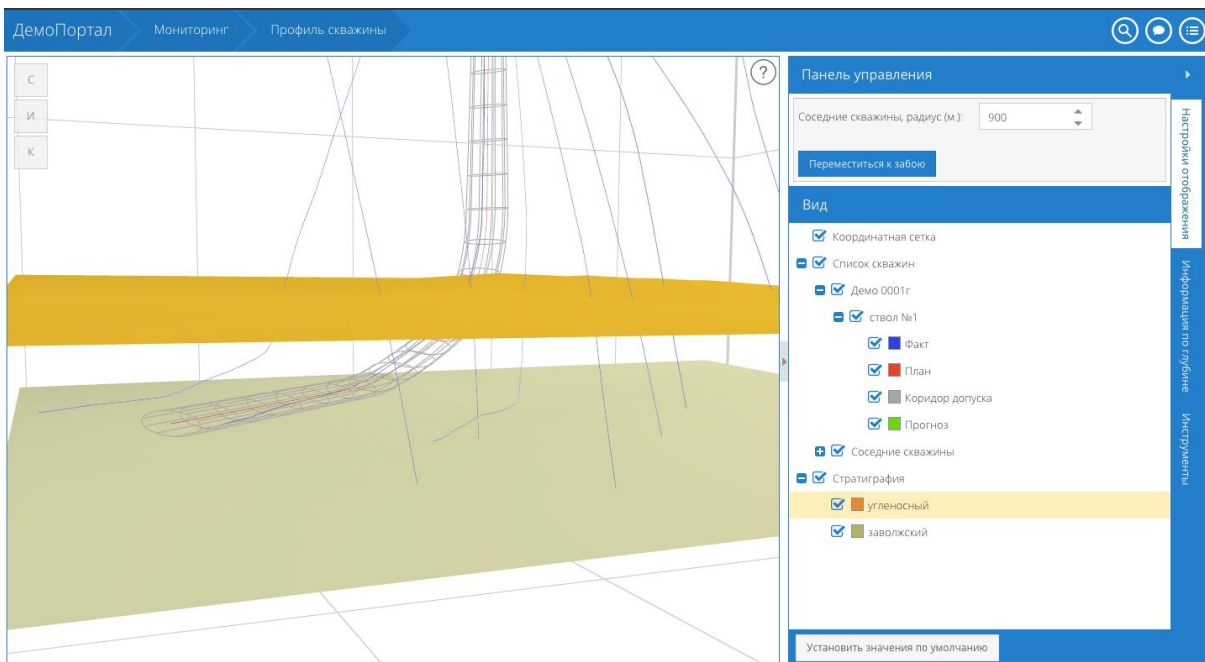 ДемоПортал
Мониторинг
Профиль скважины
С
И
К
?
Панель управления
Соседние скважины, радиус (м.): 900
Переместиться к забою
Вид
Координатная сетка
Список скважин
Демо 0001г
ствол №1
Факт
План
Коридор допуска
Прогноз
Соседние скважины
Стратиграфия
угленосный
заволжский
Установить значения по умолчанию
Настройки отображения
Информация по глубине
Инструменты